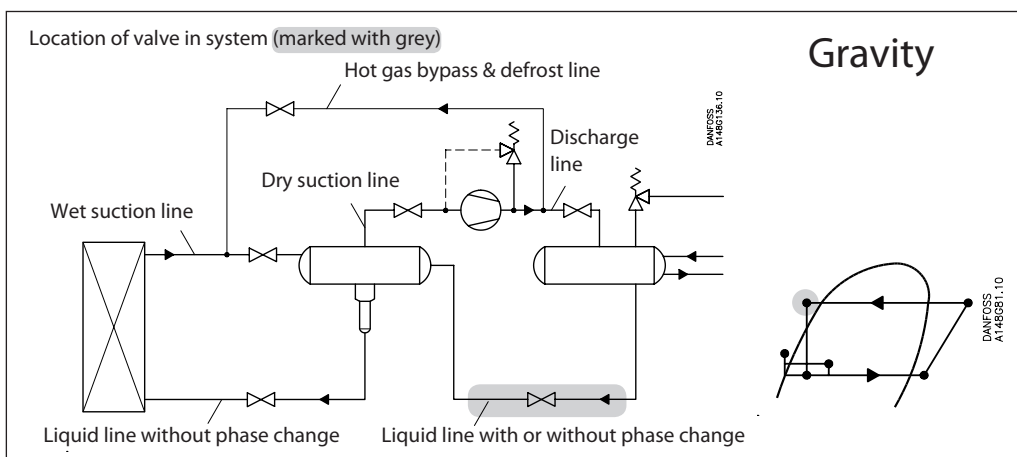 Location of valve in system (marked with grey)
Gravity
Hot gas bypass & defrost line
DANFOSS
A148G136.10
Discharge
line
Dry suction line
Wet suction line
DANFOSS
A148G81.10
Liquid line without phase change
Liquid line with or without phase change